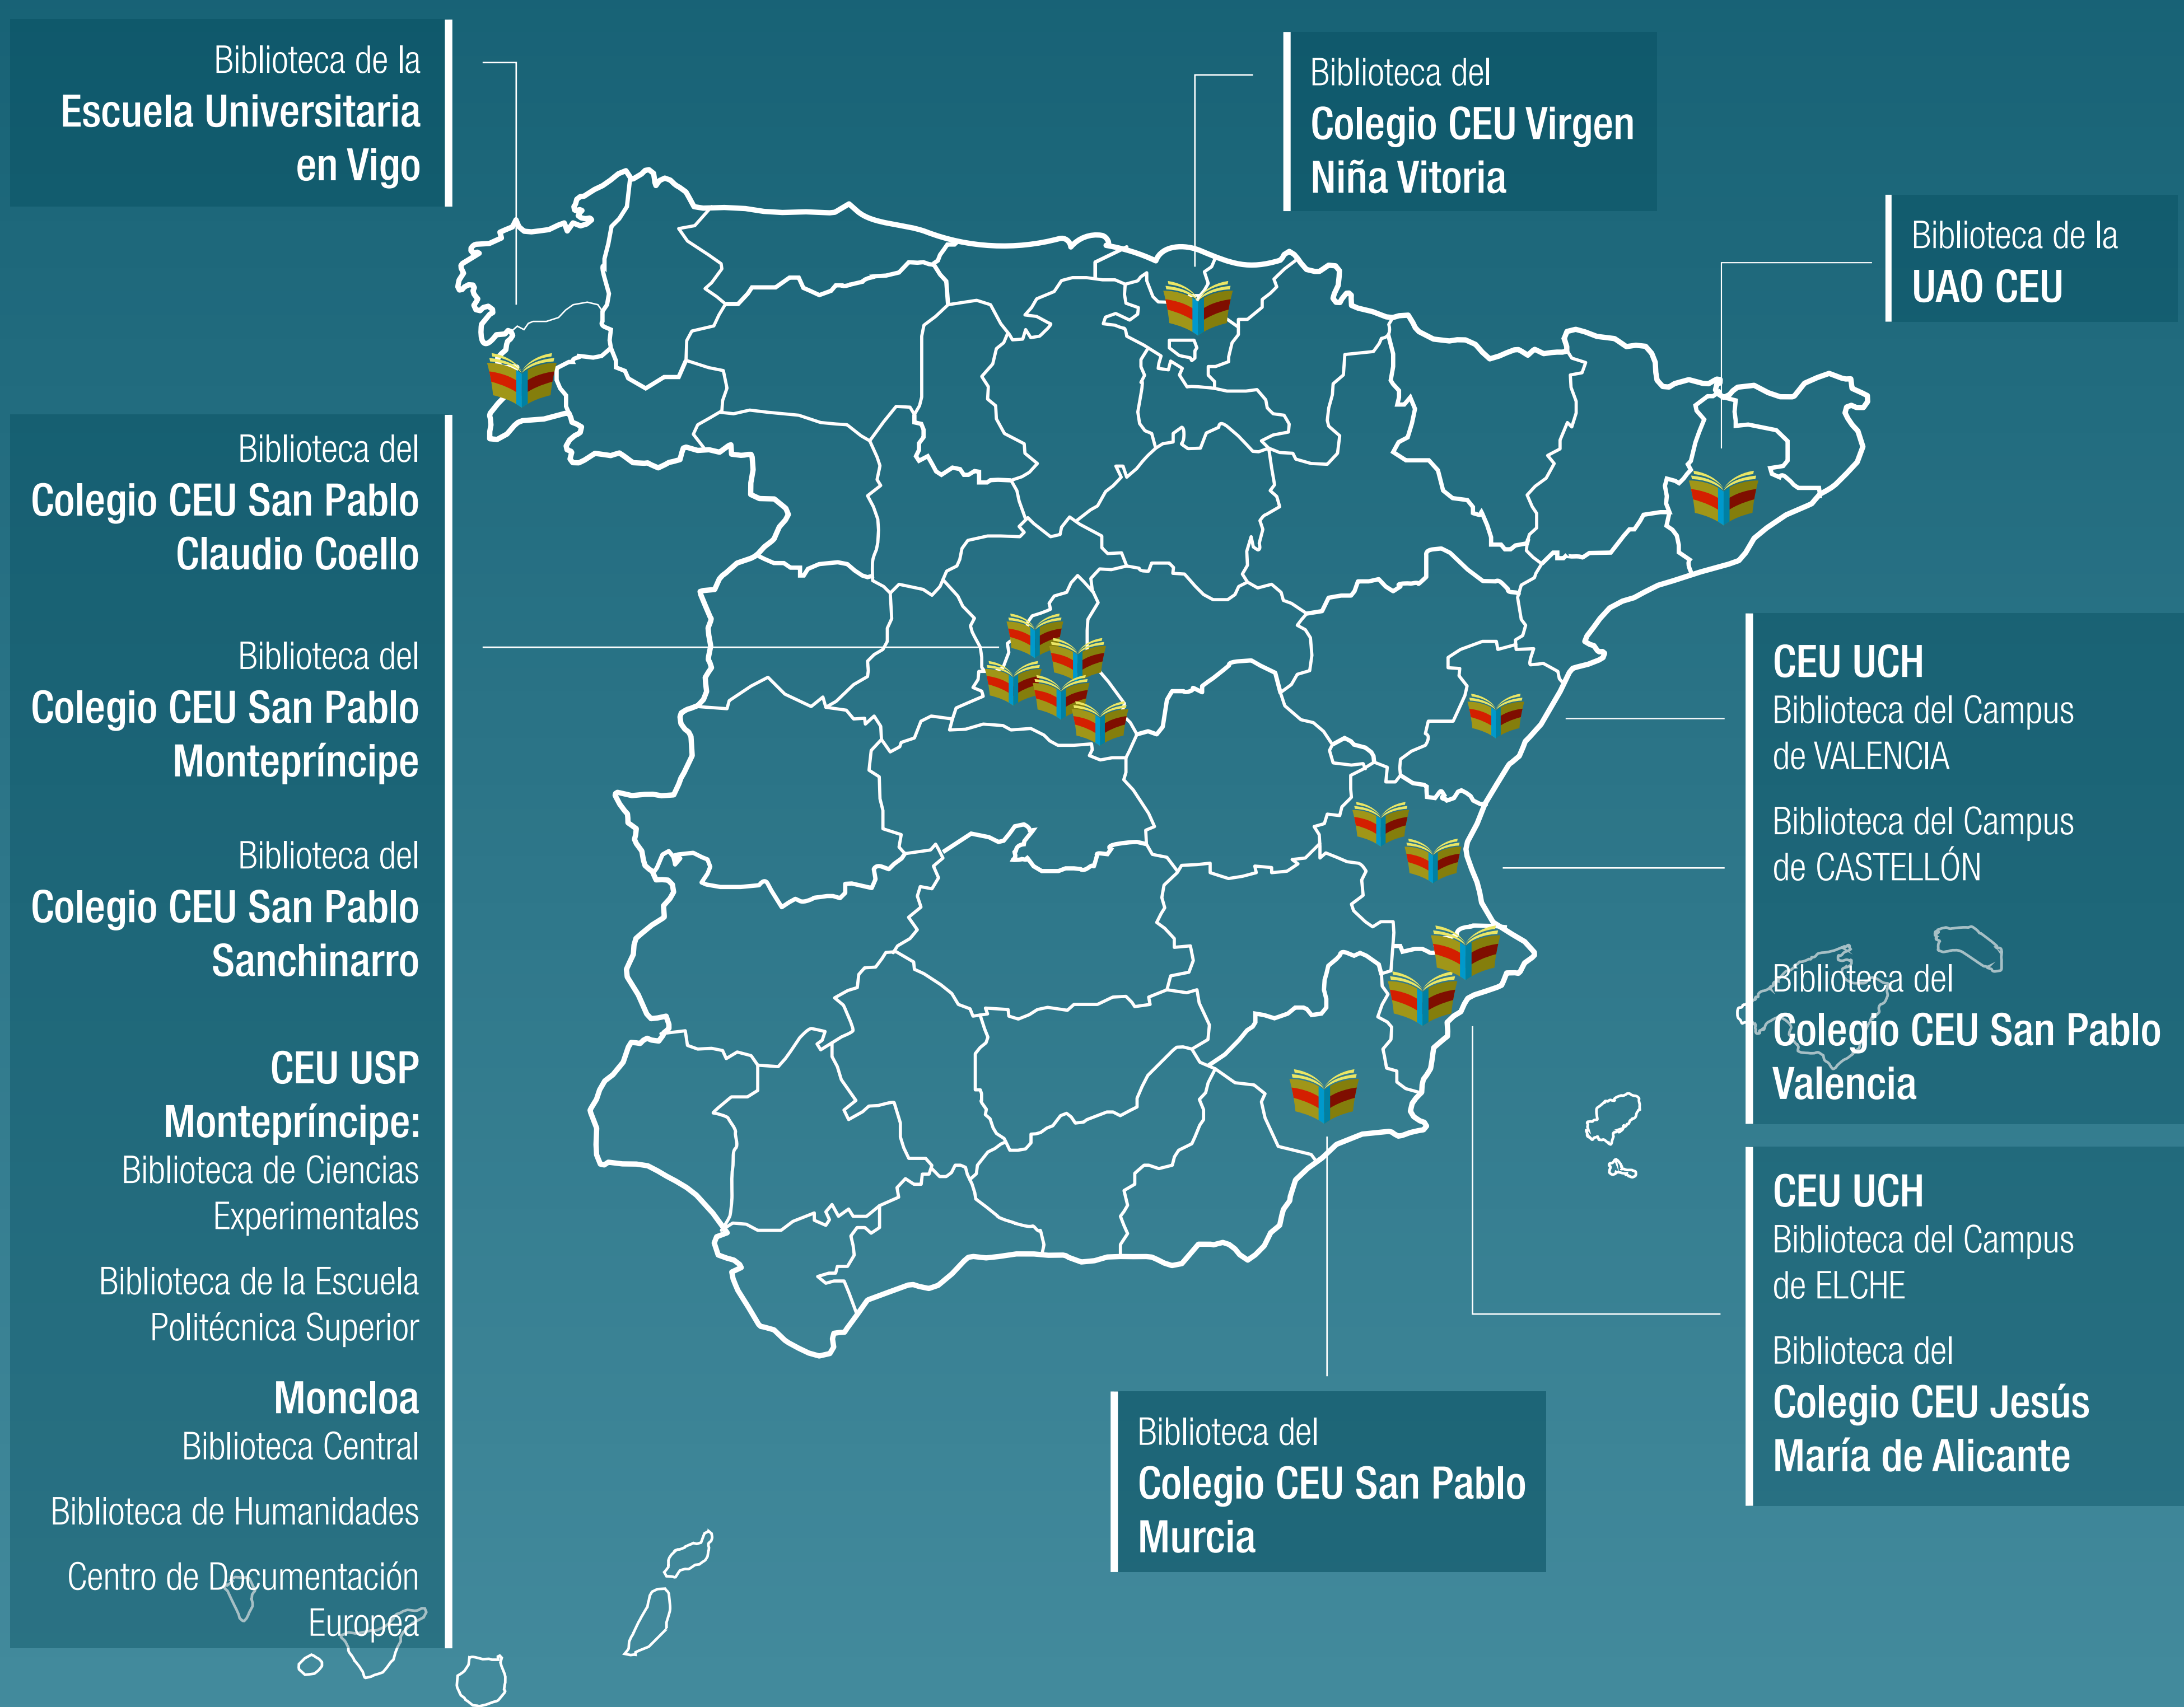 Biblioteca de la
Escuela Universitaria
en Vigo
Biblioteca del
Colegio CEU Virgen
Niña Vitoria
Biblioteca de la
UAO CEU
Biblioteca del
Colegio CEU San Pablo
Claudio Coello
Biblioteca del
Colegio CEU San Pablo
Montepríncipe
Biblioteca del
Colegio CEU San Pablo
Sanchinarro
CEU USP
Montepríncipe:
Biblioteca de Ciencias
Experimentales
Biblioteca de la Escuela
Politécnica Superior
Moncloa
Biblioteca Central
Biblioteca de Humanidades
Centro de Documentación
Europea
CEU UCH
Biblioteca del Campus
de VALENCIA
Biblioteca del Campus
de CASTELLÓN
Biblioteca del
Colegio CEU San Pablo
Valencia
CEU UCH
Biblioteca del Campus
de ELCHE
Biblioteca del
Colegio CEU Jesús
María de Alicante
Biblioteca del
Colegio CEU San Pablo
Murcia